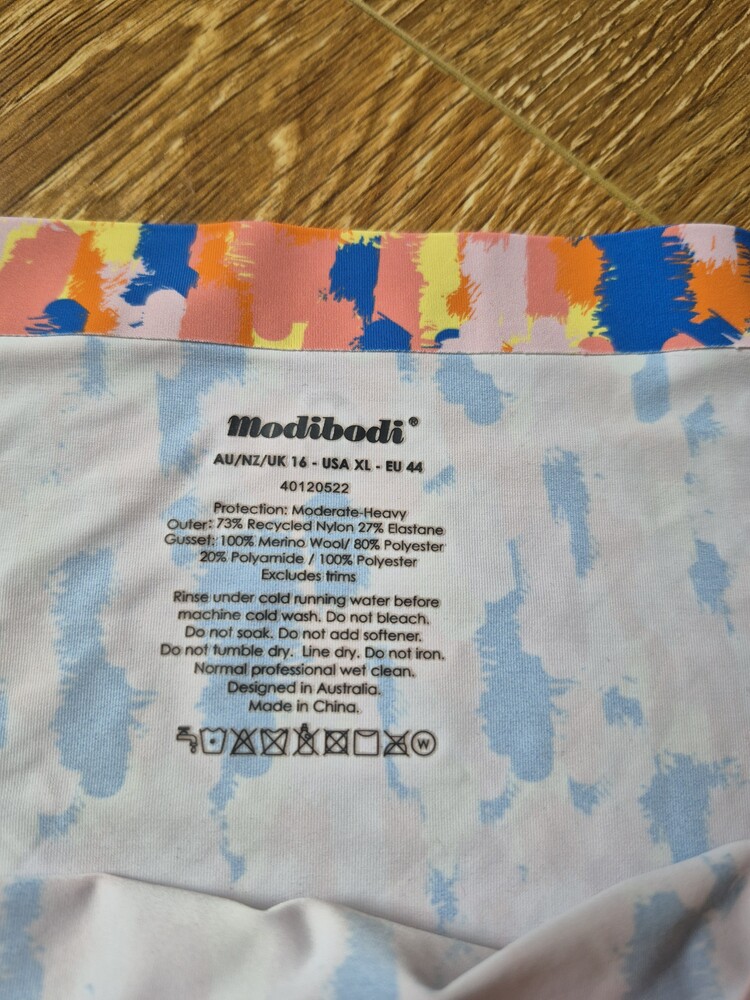 Modibodi®
AU/NZ/UK 16 - USA XL - EU 44
40120522
Protection: Moderate-Heavy
Outer: 73% Recycled Nylon 27% Elastane
Gusset: 100% Merino Wool/ 80% Polyester
20% Polyamide / 100% Polyester
Excludes trims
Rinse under cold running water before
machine cold wash. Do not bleach.
Do not soak. Do not add softener.
Do not tumble dry. Line dry. Do not iron.
Normal professional wet clean.
Designed in Australia.
Made in China.
W